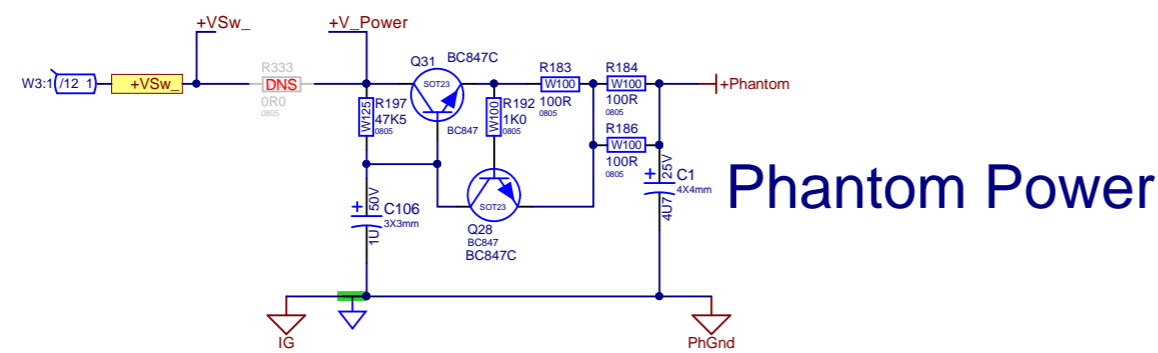 +VSw_
+V_Power
W3:1 /12 1
+VSw_
R333
DNS
0R0
0805
Q31
BC847C
SOT23
BC847
R197
W125
47K5
0805
R192
W100
1K0
0805
R183
W100
100R
0805
R184
W100
100R
0805
+Phantom
R186
W100
100R
0805
SOT23
Q28
BC847
BC847C
+
50V
C106
3X3mm
1U
+
25V
C1
4X4mm
4U7
Phantom Power
IG
PhGnd